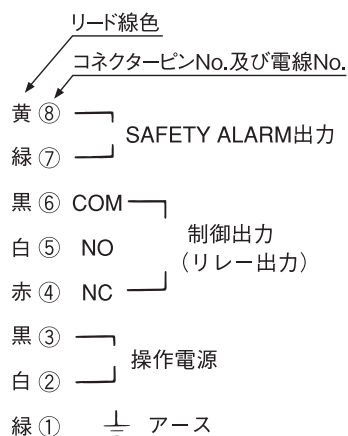 リード線色
コネクターピンNo.及び電線No.
黄 ⑧
SAFETY ALARM出力
緑 ⑦
黒 ⑥ COM
白 ⑤ NO
制御出力
（リレー出力）
赤 ④ NC
黒 ③
操作電源
白 ②
緑 ① アース